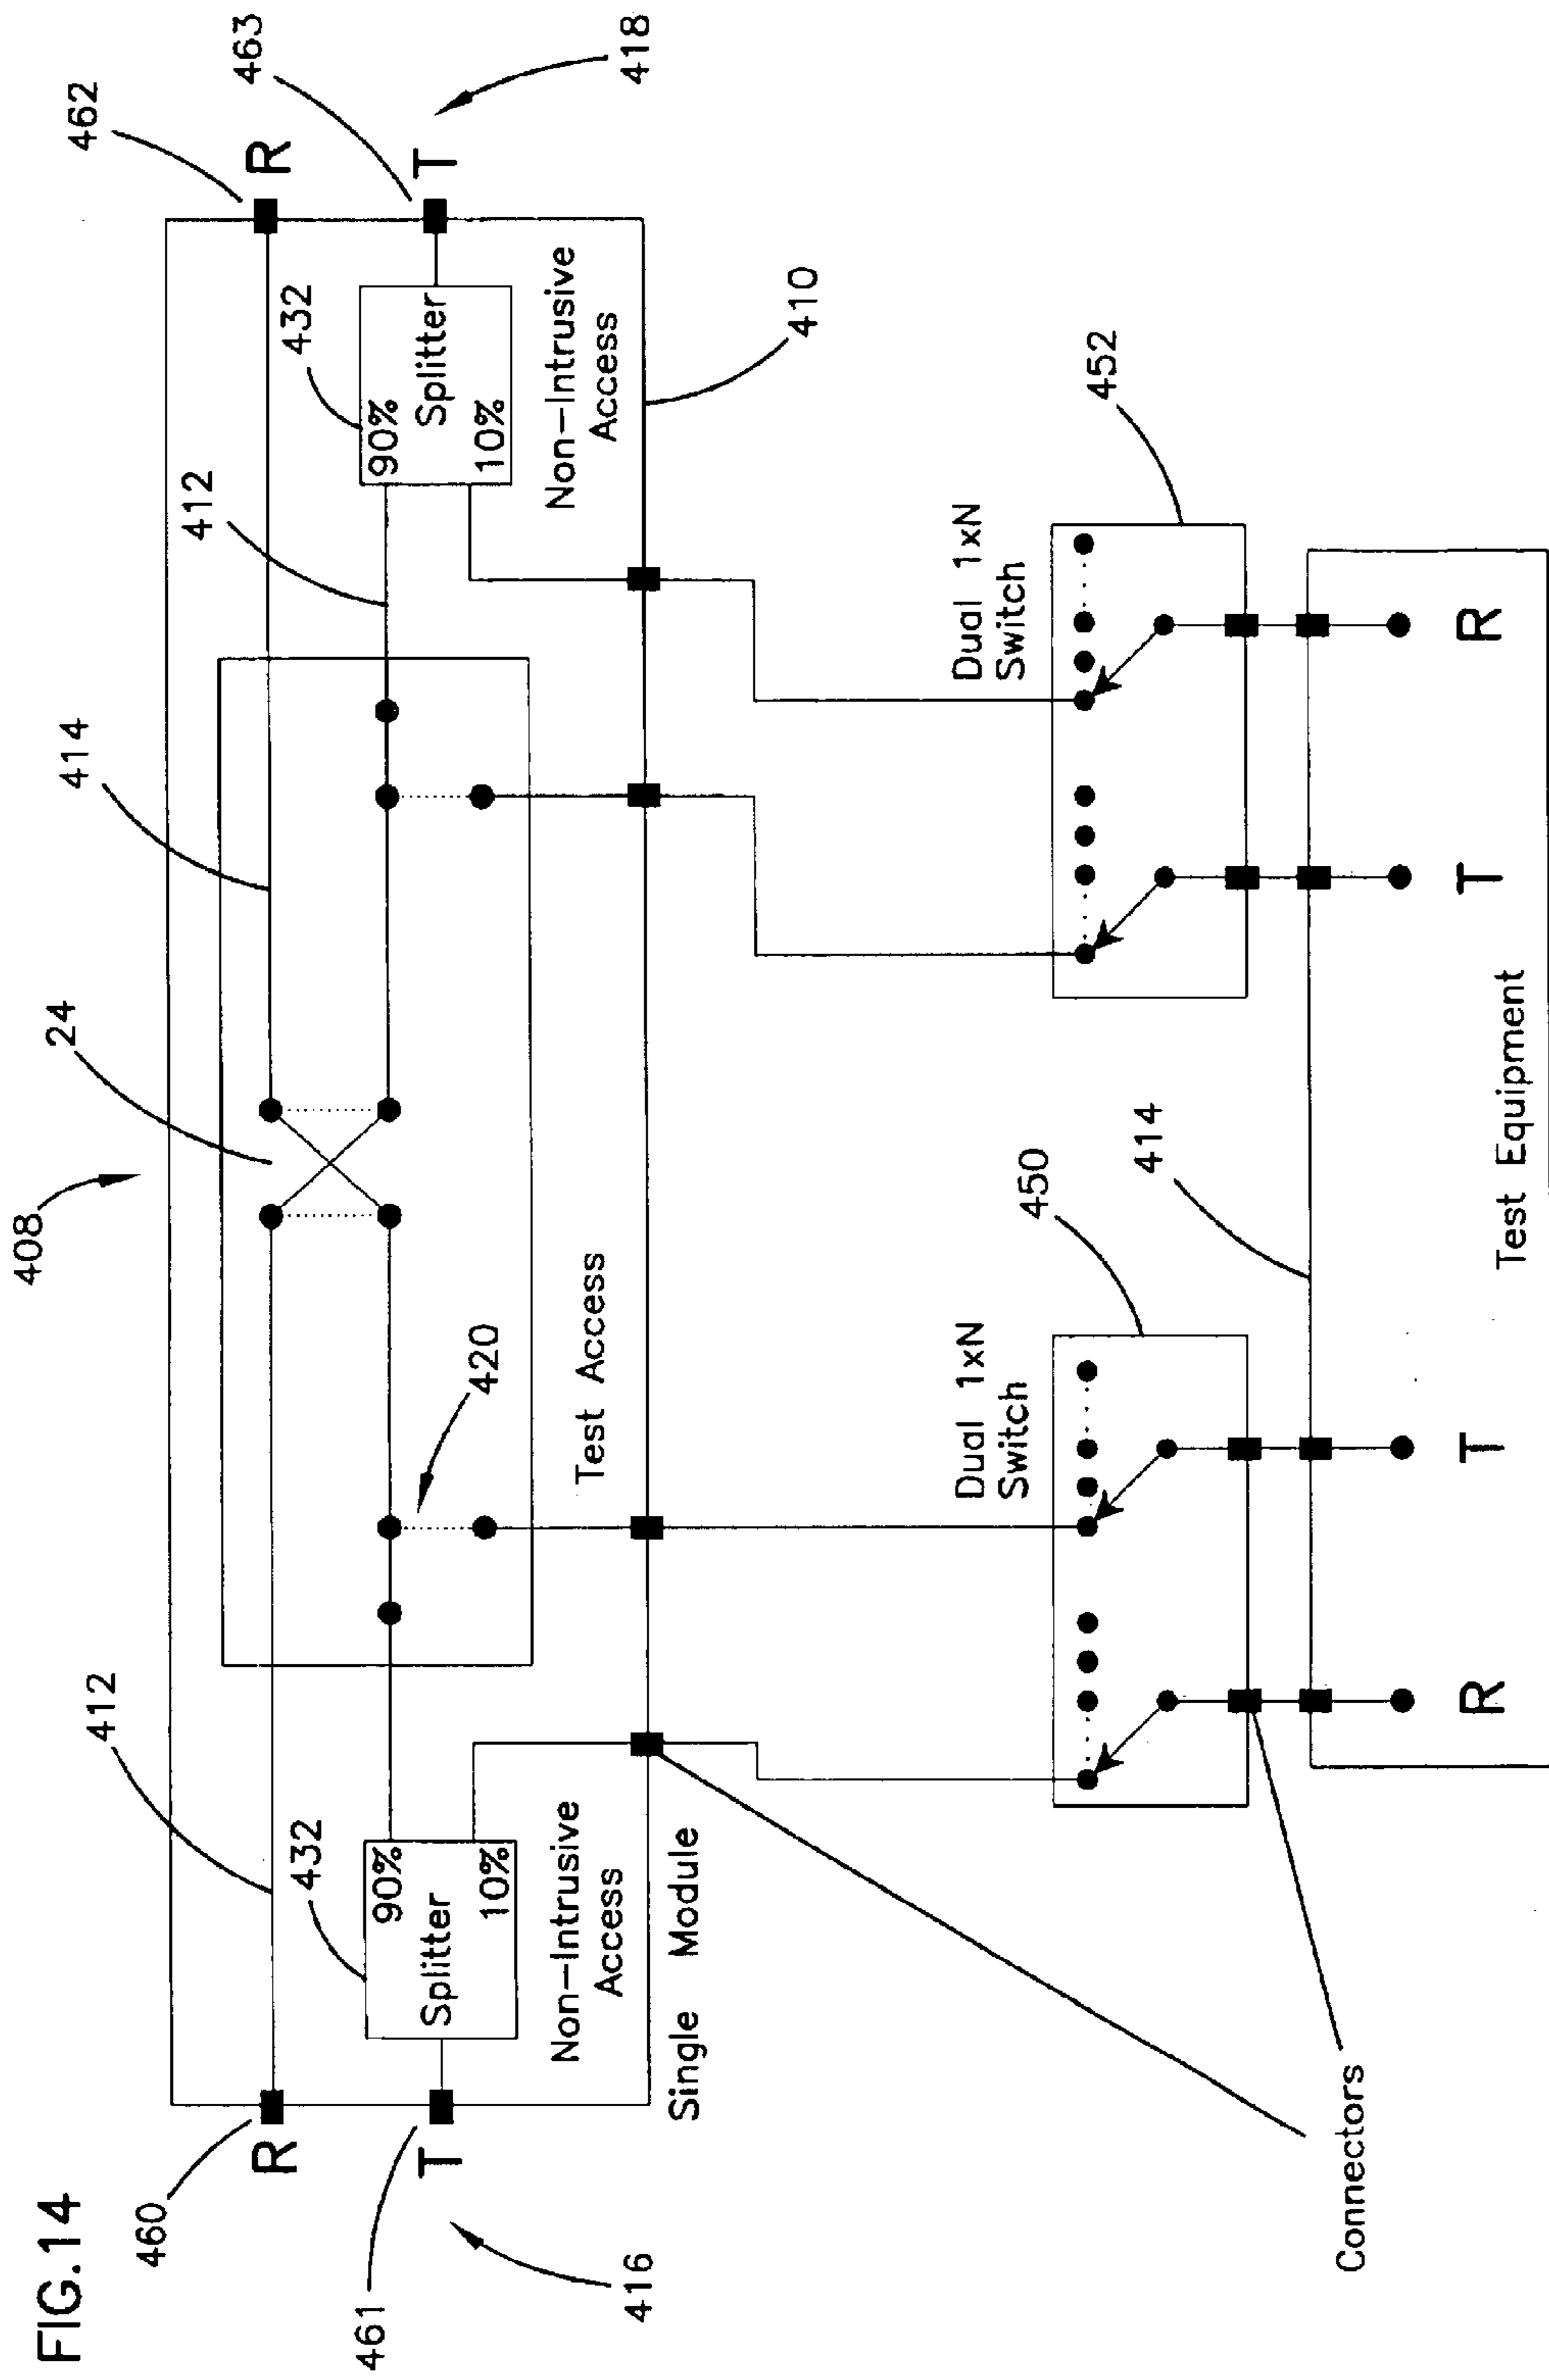 FIG.14
408
24
414
462
R
463
T
418
412
432
90%
Splitter
10%
Non-Intrusive
Access
410
412
460
R
461
T
416
432
90%
Splitter
10%
Non-Intrusive
Access
420
Test Access
Single Module
Dual 1xN
Switch
450
Dual 1xN
Switch
452
414
Connectors
R
T
T
R
Test Equipment